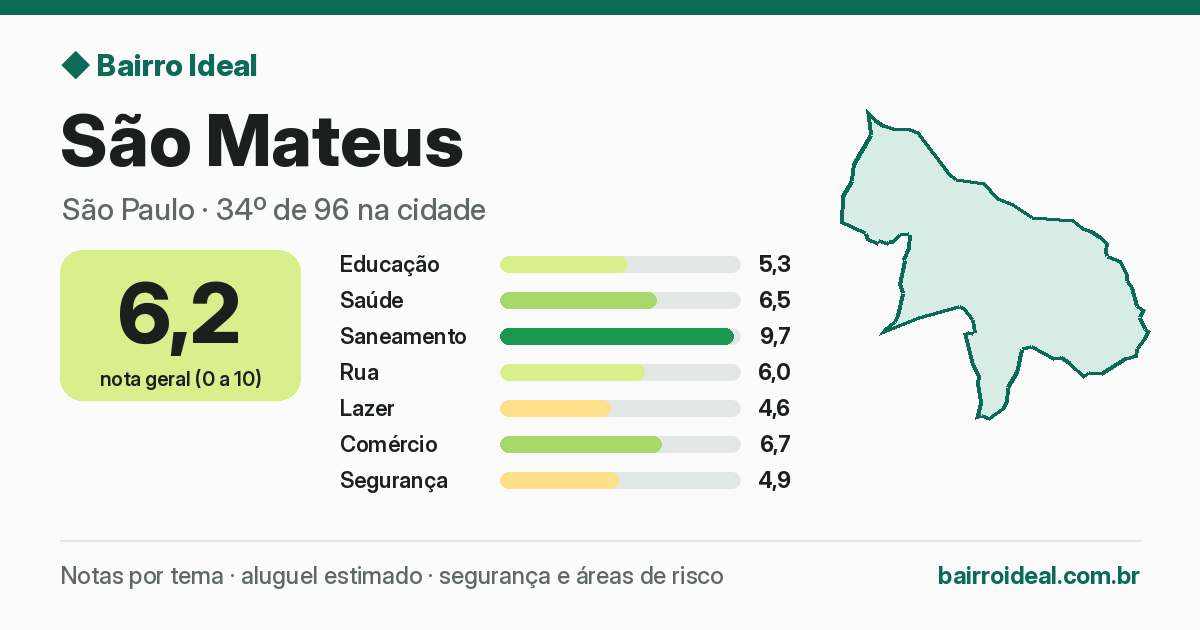 Bairro Ideal
São Mateus
São Paulo · 34º de 96 na cidade
6,2
nota geral (0 a 10)
Educação 5,3
Saúde 6,5
Saneamento 9,7
Rua 6,0
Lazer 4,6
Comércio 6,7
Segurança 4,9
Notas por tema · aluguel estimado · segurança e áreas de risco
bairroideal.com.br